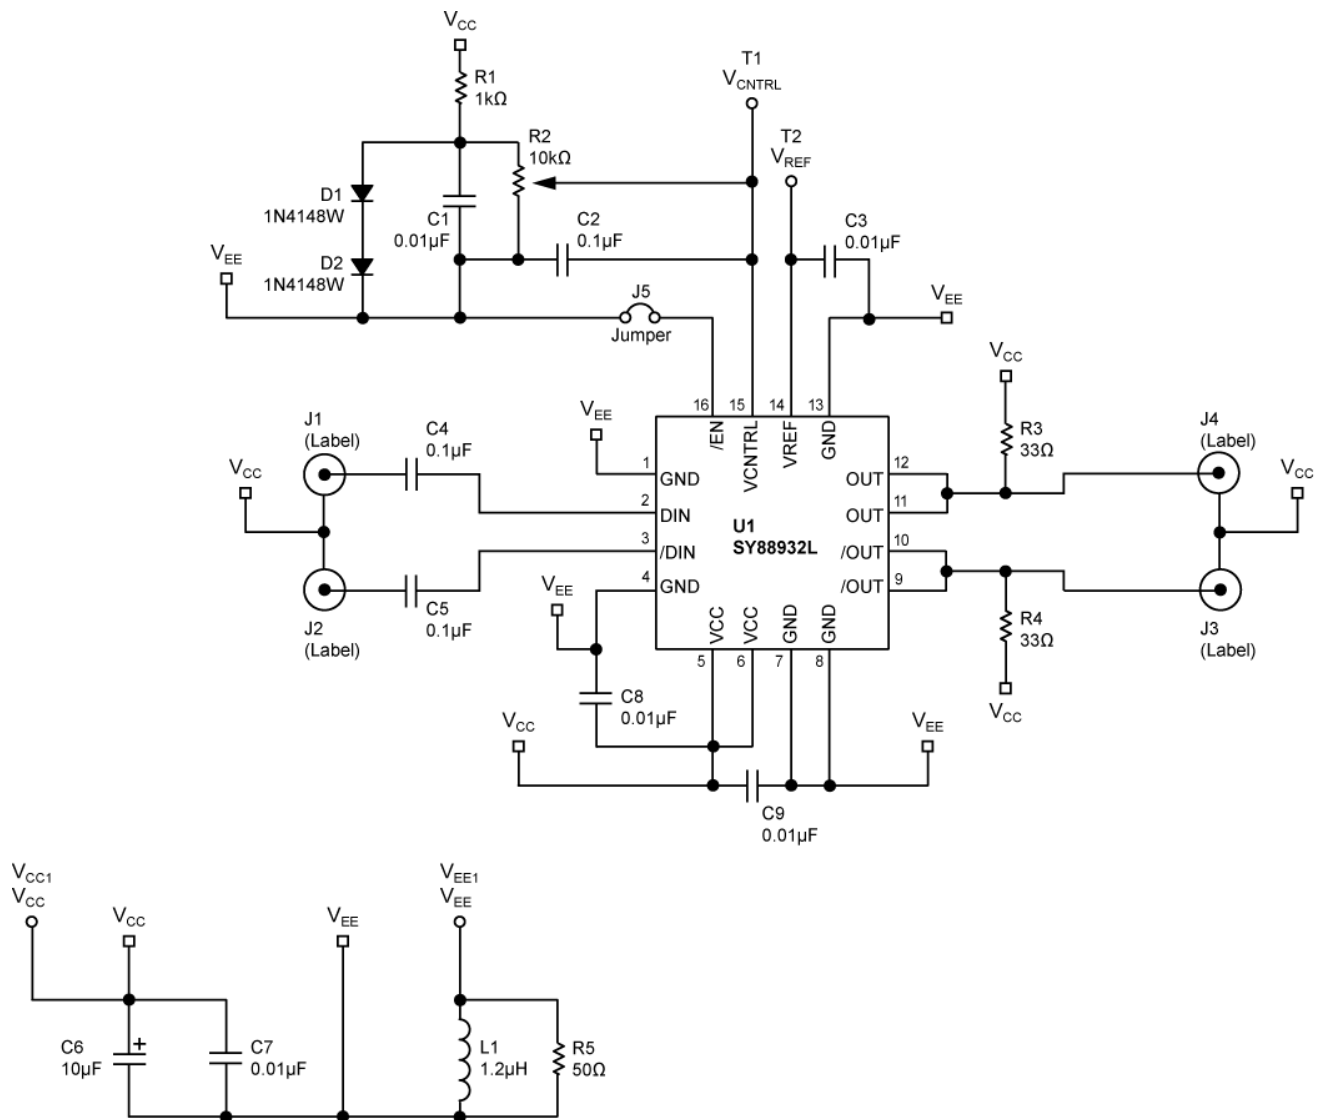 VCC
R1
1kΩ
T1
VCNTRL
R2
10kΩ
T2
VREF
D1
1N4148W
C1
0.01µF
C2
0.1µF
C3
0.01µF
VEE
D2
1N4148W
J5
Jumper
VEE
VCC
J1
(Label)
C4
0.1µF
VEE
16
15
14
13
/EN
VCNTRL
VREF
GND
R3
33Ω
J4
(Label)
VCC
VCC
1
GND
2
DIN
3
/DIN
4
GND
U1
SY88932L
OUT
12
OUT
11
/OUT
10
/OUT
9
J2
(Label)
C5
0.1µF
VEE
VCC
VCC
GND
GND
5
6
7
8
R4
33Ω
J3
(Label)
VCC
C8
0.01µF
VCC
VEE
C9
0.01µF
VCC1
VCC
VCC
VEE
VEE1
VEE
C6
10µF
+
C7
0.01µF
L1
1.2µH
R5
50Ω